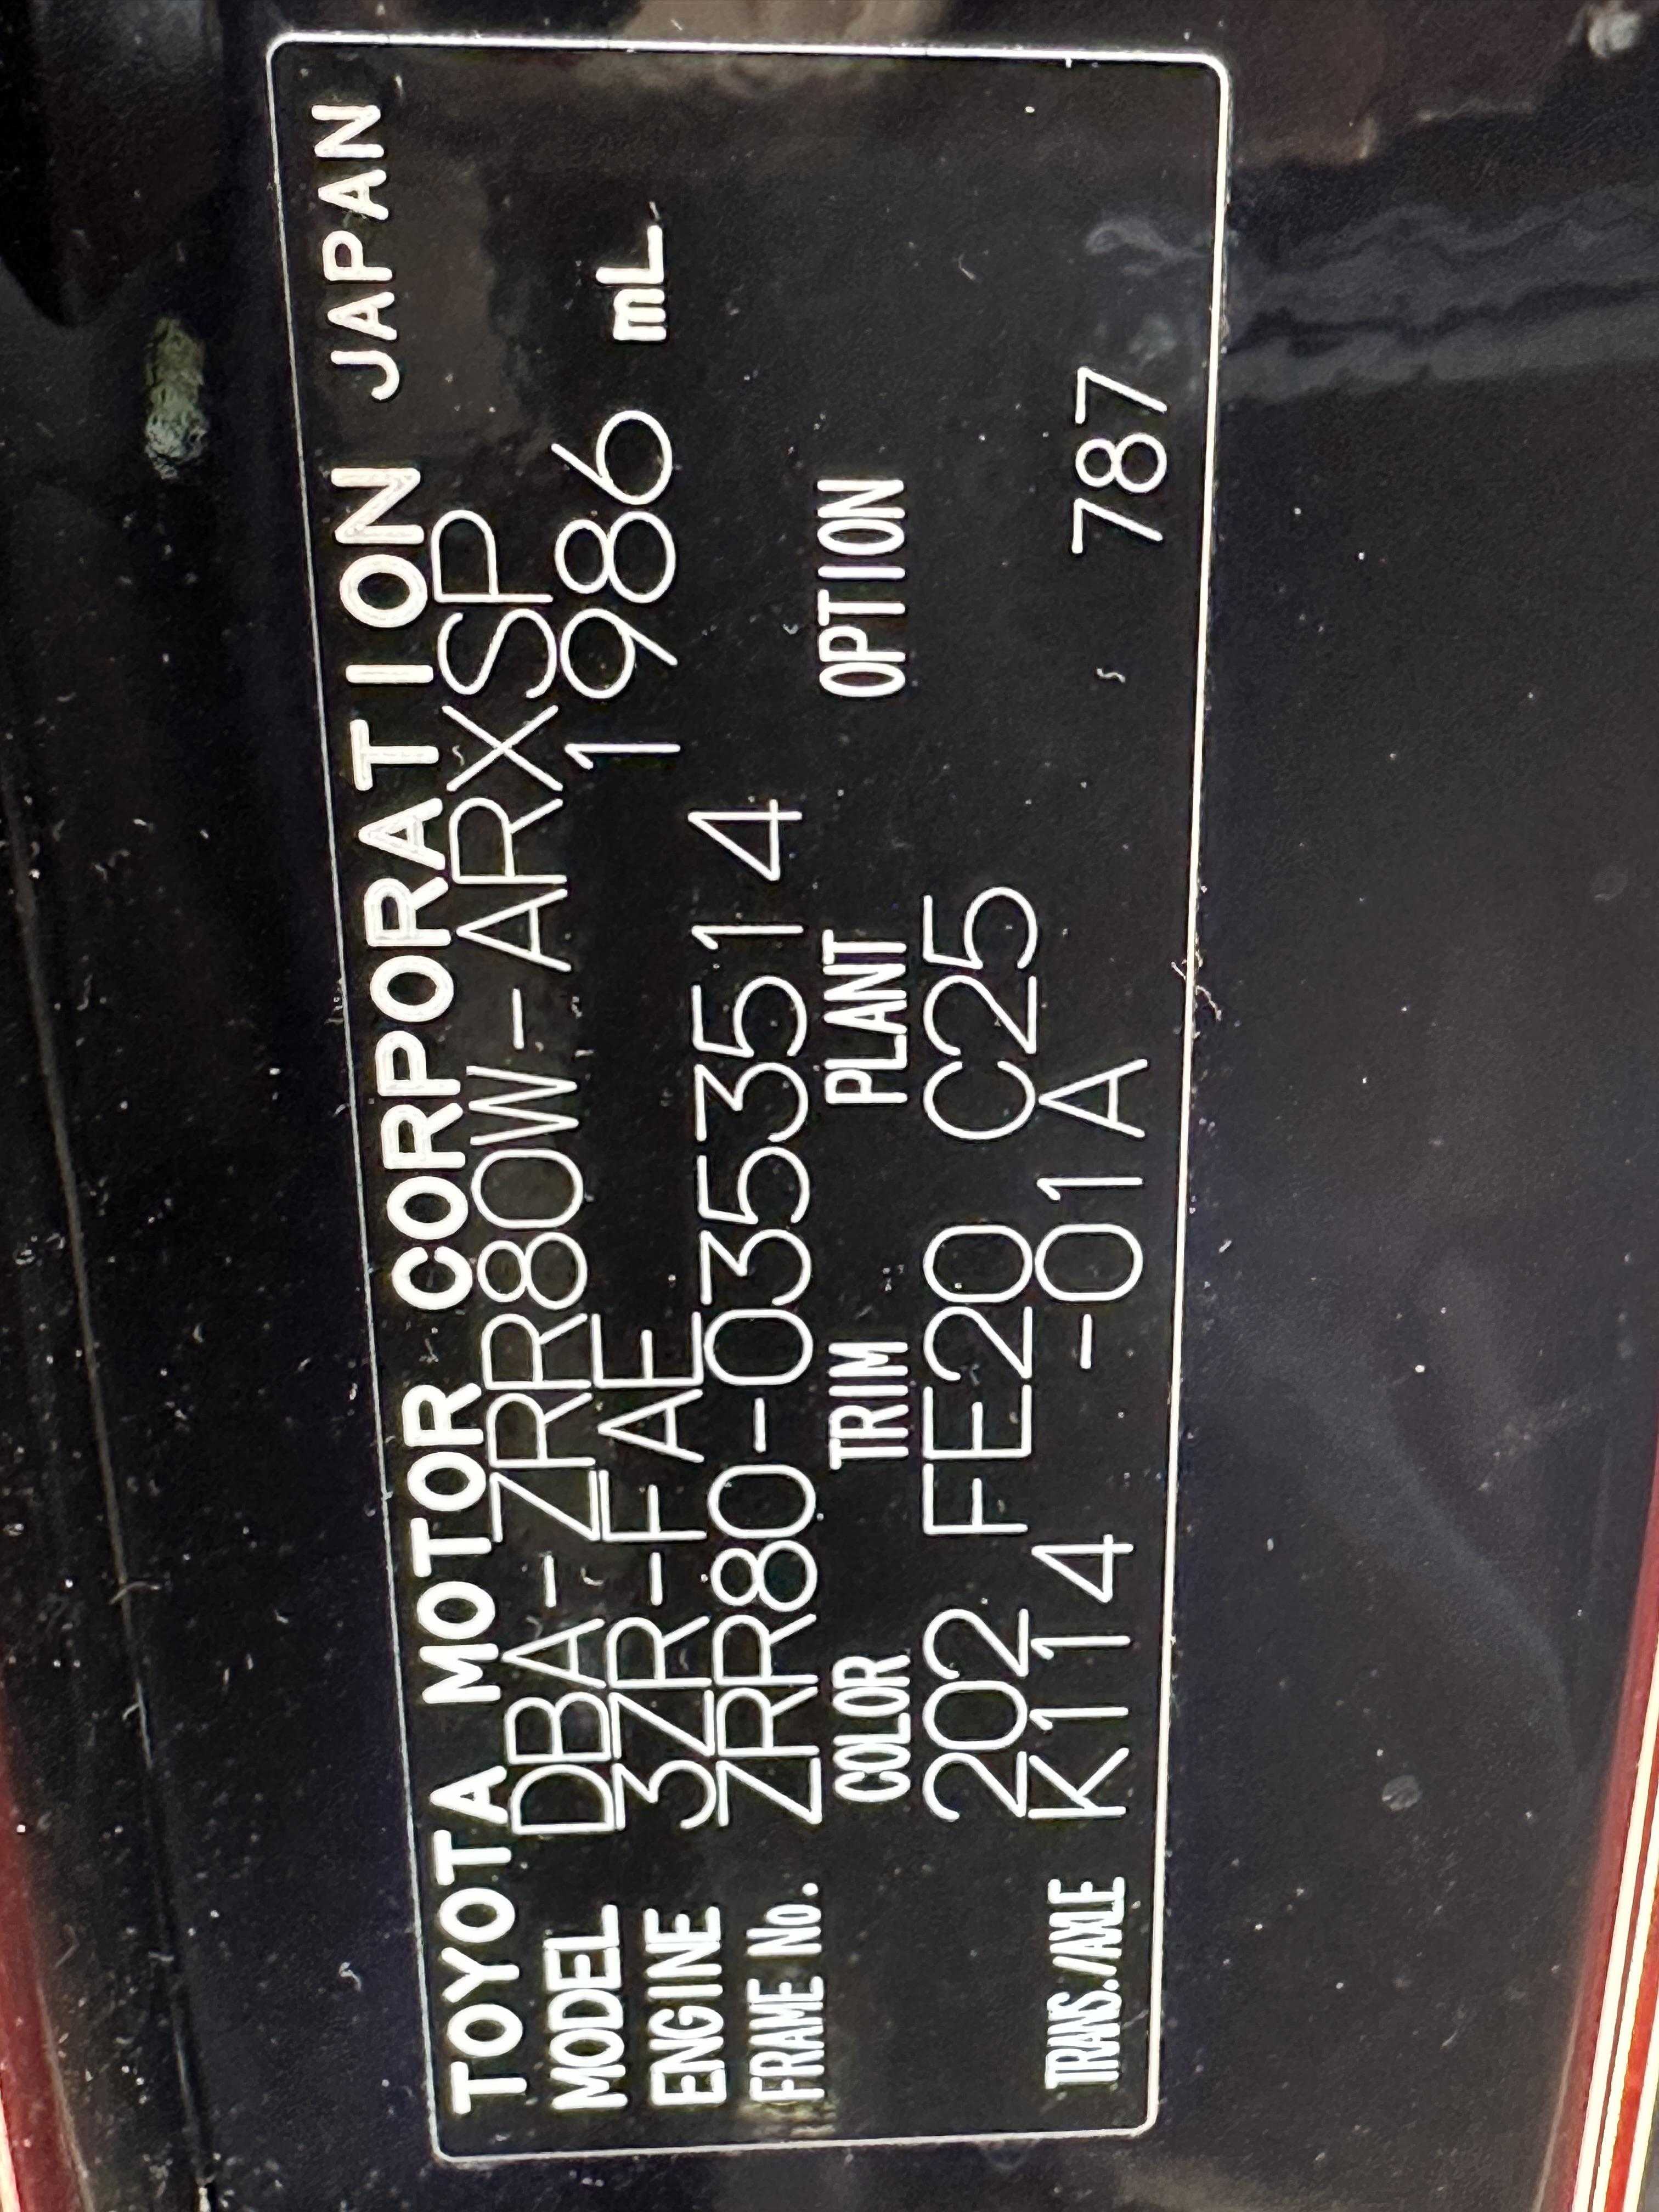 TOYOTA MOTOR CORPORATION JAPAN
MODEL DBA-ZRR80W-ARXSP
ENGINE 3ZR-FAE 1986 mL
FRAME No. ZRR80-0353514
COLOR TRIM PLANT OPTION
202 FE20 C25
TRANS./AXLE K114 -01A 787